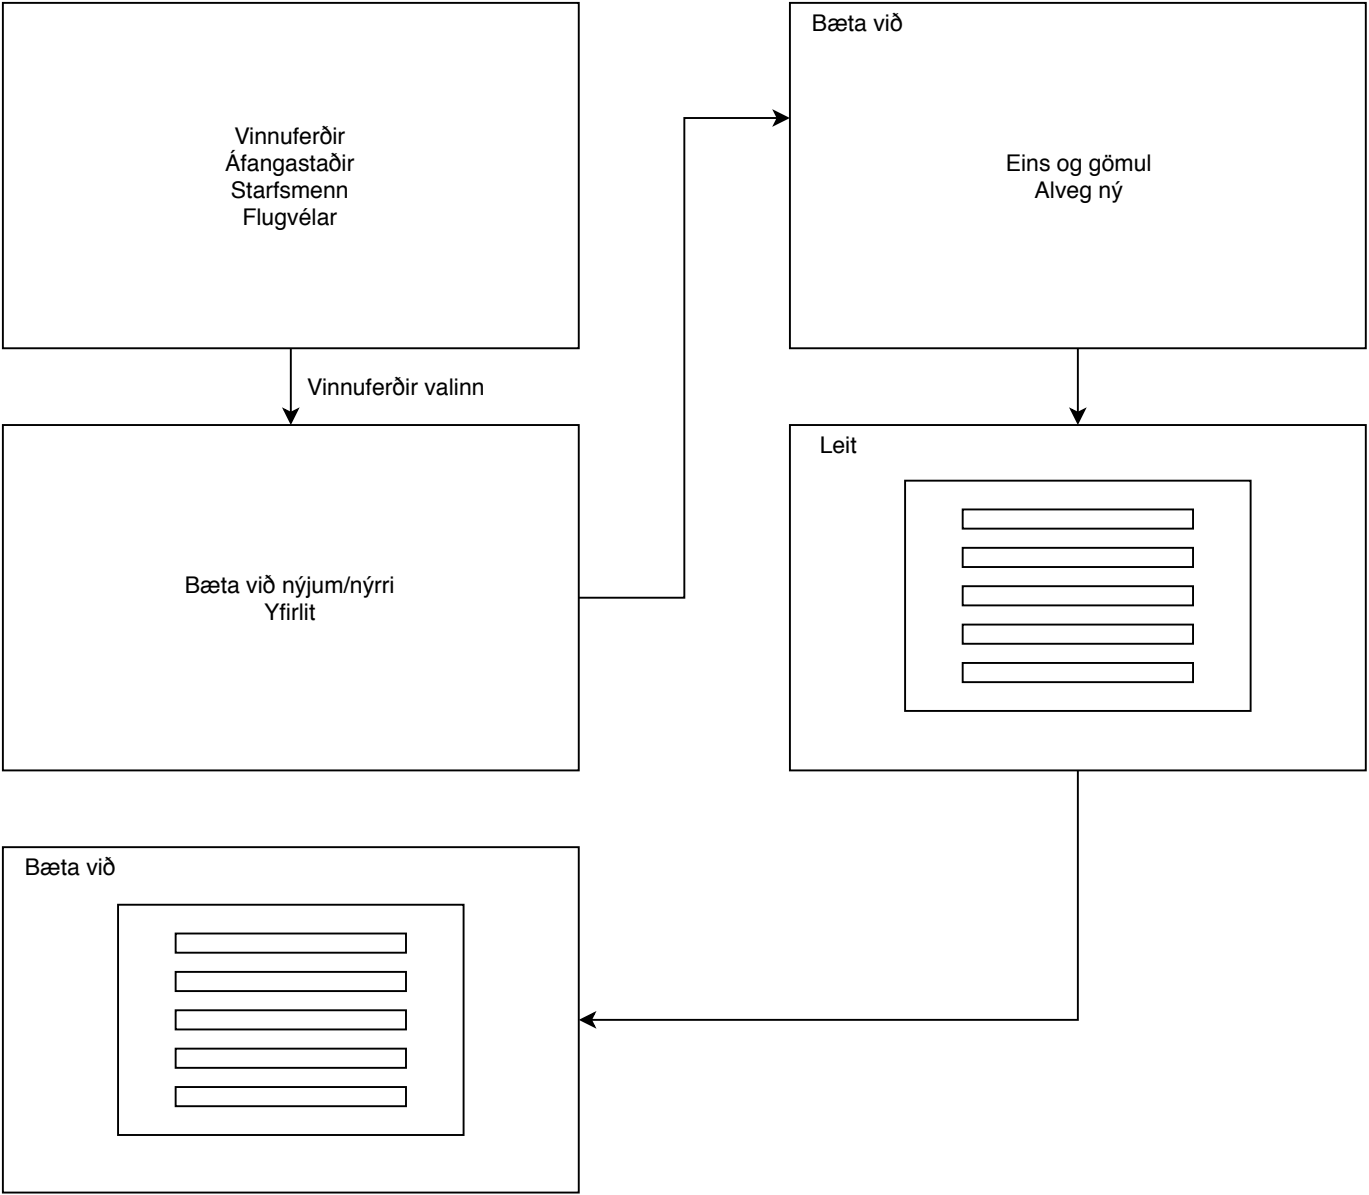 Vinnuferðir
Áfangastaðir
Starfsmenn
Flugvélar
Vinnuferðir valinn
Bæta við nýjum/nýrri
Yfirlit
Bæta við
Eins og gömul
Alveg ný
Leit
Bæta við